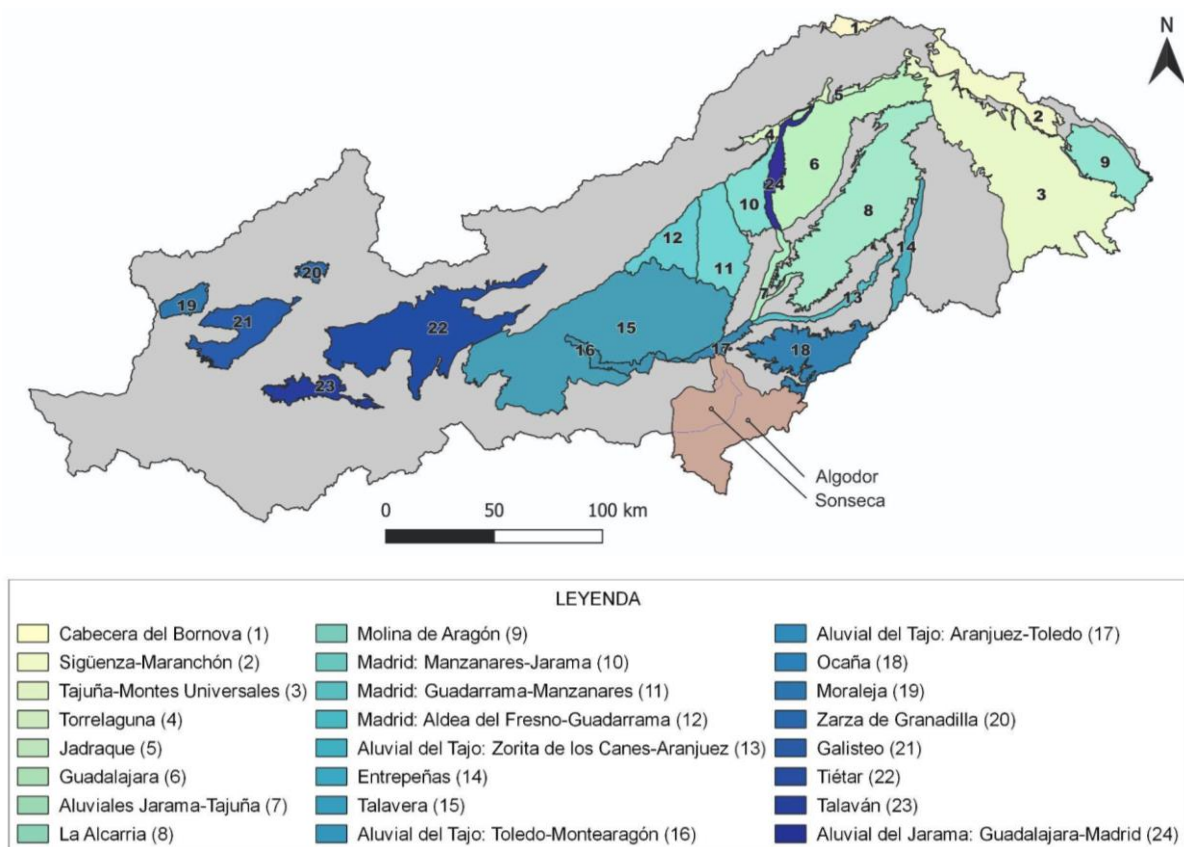 1
N
5
2
4
9
24
6
10
3
8
12
14
11
20
19
7
13
21
22
15
16
17
18
23
Algodor
Sonseca
0 50 100 km
LEYENDA
Cabecera del Bornova (1)
Sigüenza-Maranchón (2)
Tajuña-Montes Universales (3)
Torrelaguna (4)
Jadraque (5)
Guadalajara (6)
Aluviales Jarama-Tajuña (7)
La Alcarria (8)
Molina de Aragón (9)
Madrid: Manzanares-Jarama (10)
Madrid: Guadarrama-Manzanares (11)
Madrid: Aldea del Fresno-Guadarrama (12)
Aluvial del Tajo: Zorita de los Canes-Aranjuez (13)
Entrepeñas (14)
Talavera (15)
Aluvial del Tajo: Toledo-Montearagón (16)
Aluvial del Tajo: Aranjuez-Toledo (17)
Ocaña (18)
Moraleja (19)
Zarza de Granadilla (20)
Galisteo (21)
Tiétar (22)
Talaván (23)
Aluvial del Jarama: Guadalajara-Madrid (24)